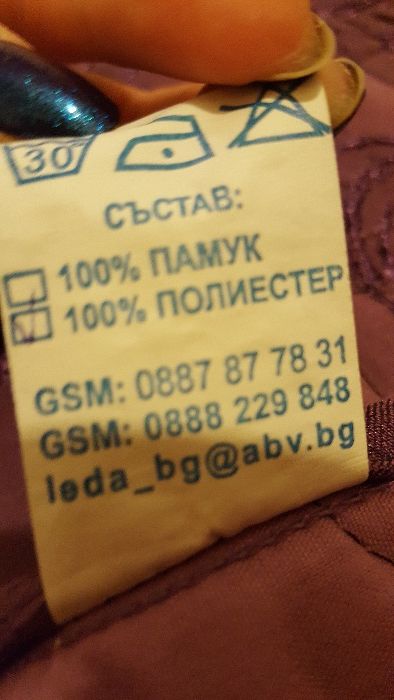 30
СЪСТАВ:
100% ПАМУК
100% ПОЛИЕСТЕР
GSM: 0887 87 78 31
GSM: 0888 229 848
leda_bg@abv.bg